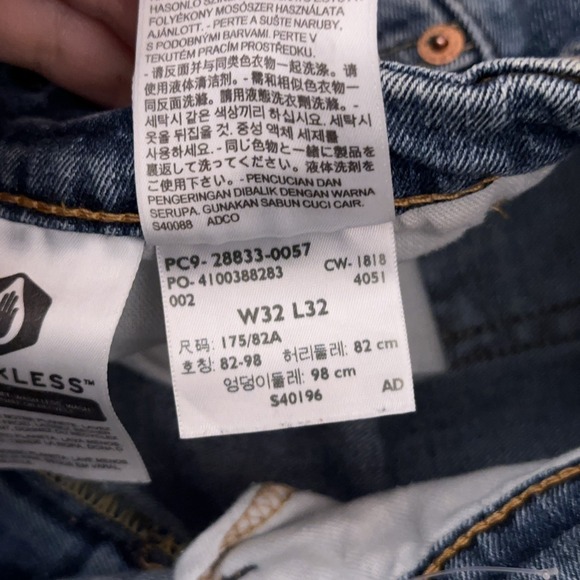 FOLYÉKONY MOSÓSZER HASZNÁLATA
AJÁNLOTT. - PERTE A SUŠTE NARUBY,
S PODOBNÝMI BARVAMI. PERTE V
TEKUTÉM PRACÍM PROSTŘEDKU.
- 请反面并与同类色衣物一起洗涤。请
使用液体清洁剂。- 需和相似色衣物一
同反面洗滌。請用液態洗衣劑洗滌。-
세탁시 같은 색상끼리 하십시요. 세탁시
옷을 뒤집을 것. 중성 액체 세제를
사용하세요. - 同じ色物と一緒に製品を
裏返して洗ってください。液体洗剤をご
使用下さい。- PENCUCIAN DAN
PENGERINGAN DIBALIK DENGAN WARNA
SERUPA. GUNAKAN SABUN CUCI CAIR.
S40088 ADCO
PC9- 28833-0057
PO- 4100388283 CW- 1818
002 4051
W32 L32
尺码: 175/82A
호칭: 82-98 허리둘레: 82 cm
엉덩이둘레: 98 cm
S40196 AD
KLESS™